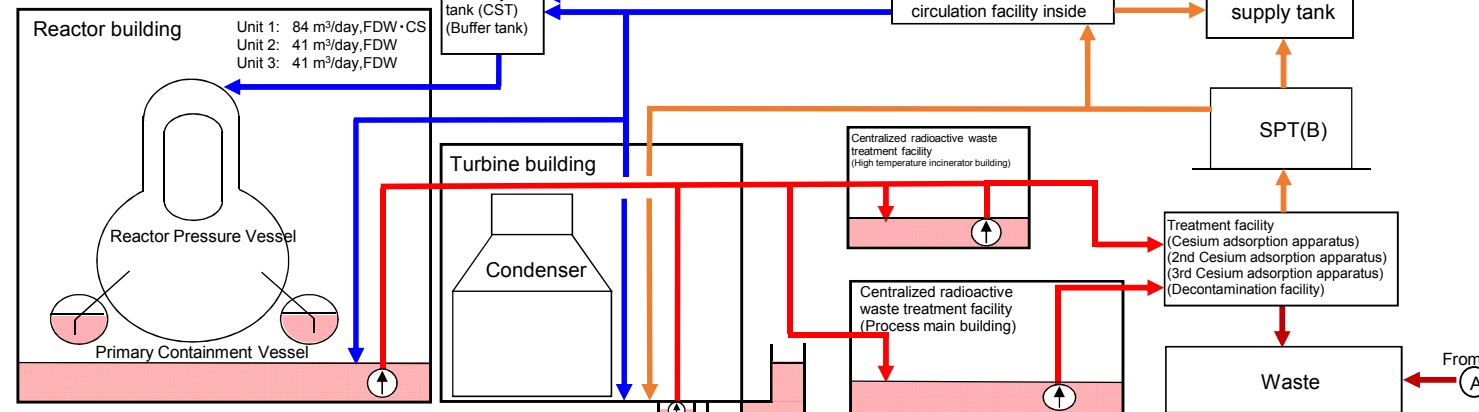 Reactor building
Unit 1: 84 m³/day,FDW・CS
Unit 2: 41 m³/day,FDW
Unit 3: 41 m³/day,FDW
tank (CST)
(Buffer tank)
circulation facility inside
supply tank
SPT(B)
Turbine building
Centralized radioactive waste
treatment facility
(High temperature incinerator building)
Reactor Pressure Vessel
Condenser
Treatment facility
(Cesium adsorption apparatus)
(2nd Cesium adsorption apparatus)
(3rd Cesium adsorption apparatus)
(Decontamination facility)
Centralized radioactive
waste treatment facility
(Process main building)
Primary Containment Vessel
Waste
From
A